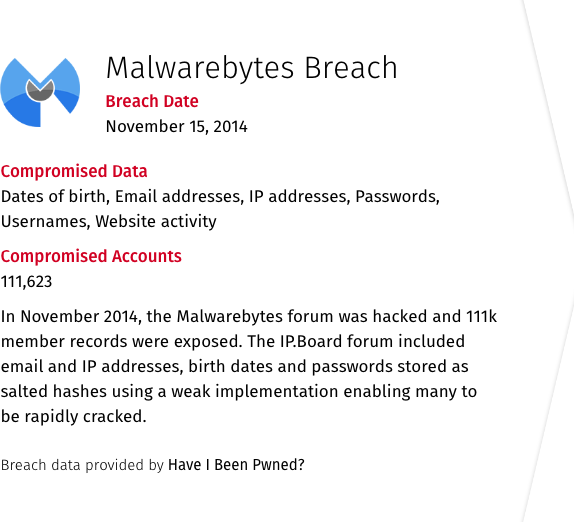 Malwarebytes Breach
Breach Date
November 15, 2014
Compromised Data
Dates of birth, Email addresses, IP addresses, Passwords,
Usernames, Website activity
Compromised Accounts
111,623
In November 2014, the Malwarebytes forum was hacked and 111k
member records were exposed. The IP.Board forum included
email and IP addresses, birth dates and passwords stored as
salted hashes using a weak implementation enabling many to
be rapidly cracked.
Breach data provided by Have I Been Pwned?